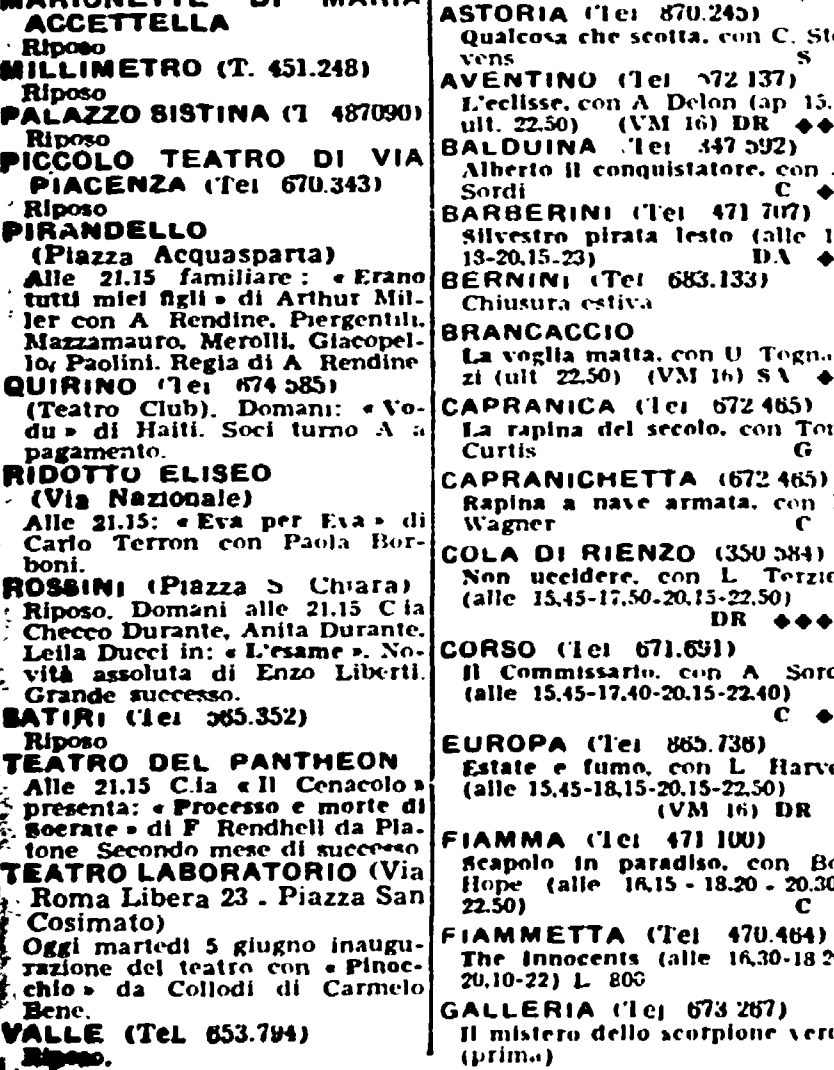 MARIONETTE DI MARIA
ACCETTELLA
Riposo
MILLIMETRO (T. 451.248)
Riposo
PALAZZO SISTINA (T 487090)
Riposo
PICCOLO TEATRO DI VIA
PIACENZA (Tel 670.343)
Riposo
PIRANDELLO
(Piazza Acquasparta)
Alle 21.15 familiare: « Erano
tutti miei figli » di Arthur Mil-
ler con A Rendine, Piergentili,
Mazzamauro, Merolli, Giacopel-
lo, Paolini. Regia di A Rendine
QUIRINO (Tel 674 585)
(Teatro Club). Domani: « Vo-
du » di Haiti. Soci turno A a
pagamento.
RIDOTTO ELISEO
(Via Nazionale)
Alle 21.15: « Eva per Eva » di
Carlo Terron con Paola Bor-
boni.
ROSSINI (Piazza S Chiara)
Riposo. Domani alle 21.15 C ia
Checco Durante, Anita Durante,
Leila Ducci in: « L'esame ». No-
vità assoluta di Enzo Liberti.
Grande successo.
SATIRI (Tel 565.352)
Riposo
TEATRO DEL PANTHEON
Alle 21.15 C.ia « Il Cenacolo »
presenta: « Processo e morte di
Socrate » di F Rendhell da Pla-
tone Secondo mese di successo
TEATRO LABORATORIO (Via
Roma Libera 23 - Piazza San
Cosimato)
Oggi martedì 5 giugno inaugu-
razione del teatro con « Pinoc-
chio » da Collodi di Carmelo
Bene.
VALLE (Tel. 653.794)
Riposo.
ASTORIA (Tel 870.245)
Qualcosa che scotta, con C. Ste
vens S
AVENTINO (Tel 572 137)
L'eclisse, con A Delon (ap 15.
ult. 22.50) (VM 16) DR ◆◆
BALDUINA (Tel 347 592)
Alberto il conquistatore, con
Sordi C ◆
BARBERINI (Tel 471 707)
Silvestro pirata lesto (alle 1
18-20.15-23) DA ◆
BERNINI (Tel 683.133)
Chiusura estiva
BRANCACCIO
La voglia matta, con U Togna
zi (ult 22.50) (VM 16) SA ◆
CAPRANICA (Tel 672 465)
La rapina del secolo, con Ton
Curtis G
CAPRANICHETTA (672 465)
Rapina a nave armata, con
Wagner C
COLA DI RIENZO (350 584)
Non uccidere, con L Terzie
(alle 15.45-17.50-20.15-22.50)
DR ◆◆◆
CORSO (Tel 671.691)
Il Commissario, con A Sord
(alle 15.45-17.40-20.15-22.40)
C ◆
EUROPA (Tel 865.736)
Estate e fumo, con L Harve
(alle 15.45-18.15-20.15-22.50)
(VM 16) DR
FIAMMA (Tel 471 100)
Scapolo in paradiso, con Bo
Hope (alle 16.15 - 18.20 - 20.30
22.50) C
FIAMMETTA (Tel 470.464)
The Innocents (alle 16.30-18 2
20.10-22) L 800
GALLERIA (Tel 673 267)
Il mistero dello scorpione verd
(prima)